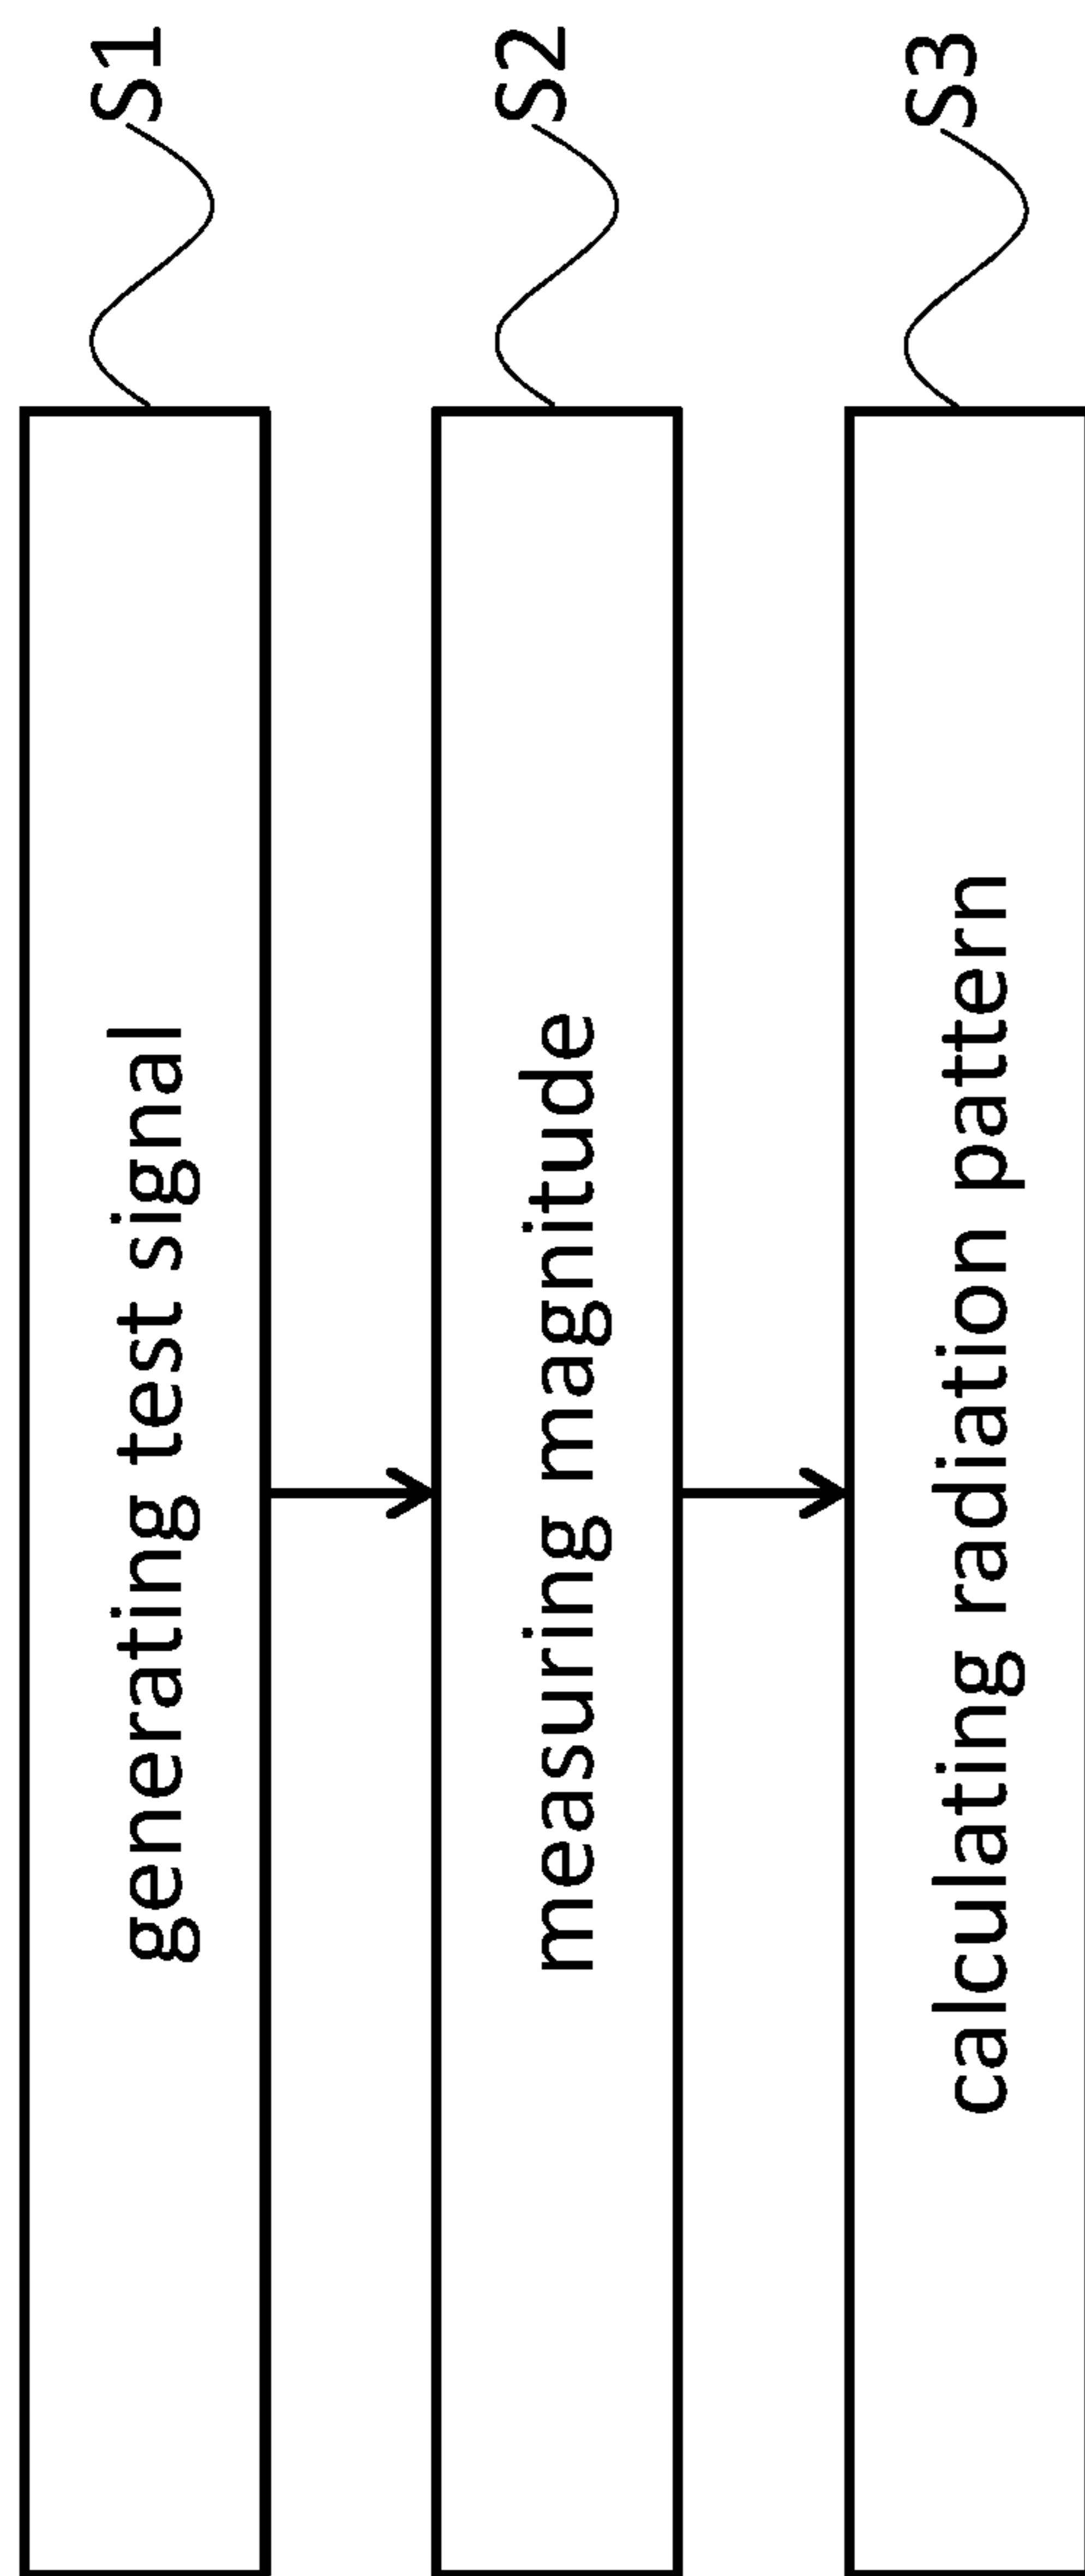 generating test signal
S1
measuring magnitude
S2
calculating radiation pattern
S3